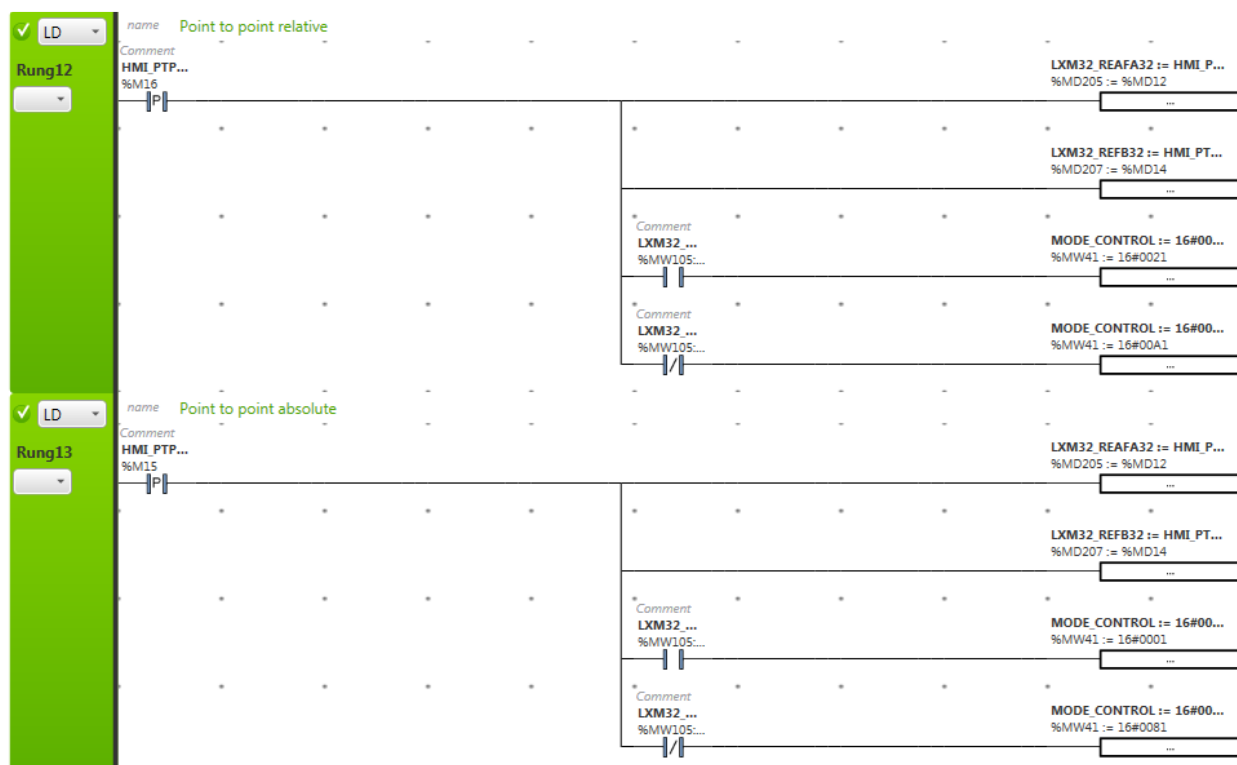 LD
name Point to point relative
Comment
Rung12
HMI_PTP...
%M16
P
LXM32_REAFA32 := HMI_P...
%MD205 := %MD12
...
LXM32_REFB32 := HMI_PT...
%MD207 := %MD14
...
Comment
LXM32_...
%MW105:...
MODE_CONTROL := 16#00...
%MW41 := 16#0021
...
Comment
LXM32_...
%MW105:...
/
MODE_CONTROL := 16#00...
%MW41 := 16#00A1
...
LD
name Point to point absolute
Comment
Rung13
HMI_PTP...
%M15
P
LXM32_REAFA32 := HMI_P...
%MD205 := %MD12
...
LXM32_REFB32 := HMI_PT...
%MD207 := %MD14
...
Comment
LXM32_...
%MW105:...
MODE_CONTROL := 16#00...
%MW41 := 16#0001
...
Comment
LXM32_...
%MW105:...
/
MODE_CONTROL := 16#00...
%MW41 := 16#0081
...